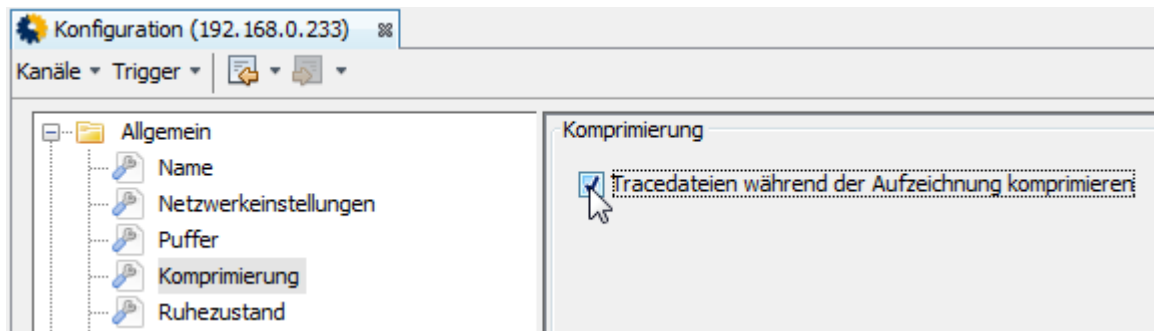 Konfiguration (192.168.0.233)
Kanäle Trigger
Allgemein
Name
Netzwerkeinstellungen
Puffer
Komprimierung
Ruhezustand
Komprimierung
Tracedateien während der Aufzeichnung komprimieren